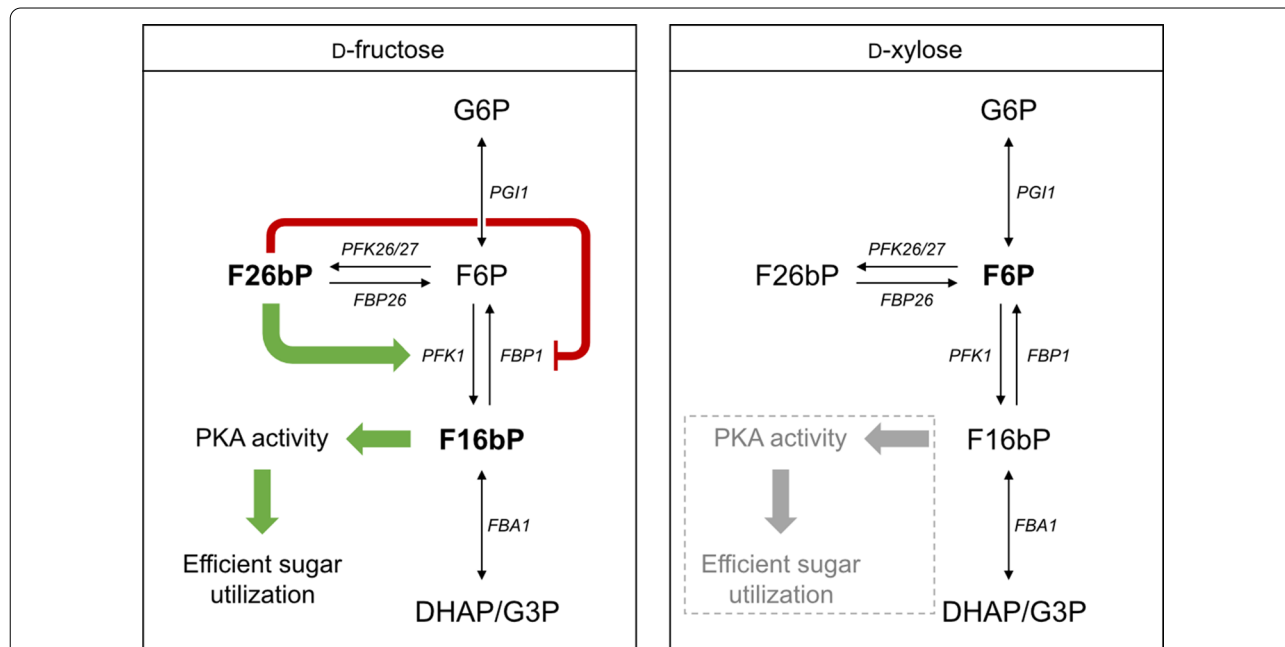 D-fructose
G6P
PGI1
PFK26/27
F26bP
F6P
FBP26
PFK1
FBP1
PKA activity
F16bP
FBA1
Efficient sugar
utilization
DHAP/G3P
D-xylose
G6P
PGI1
PFK26/27
F26bP
F6P
FBP26
PFK1
FBP1
PKA activity
F16bP
FBA1
Efficient sugar
utilization
DHAP/G3P